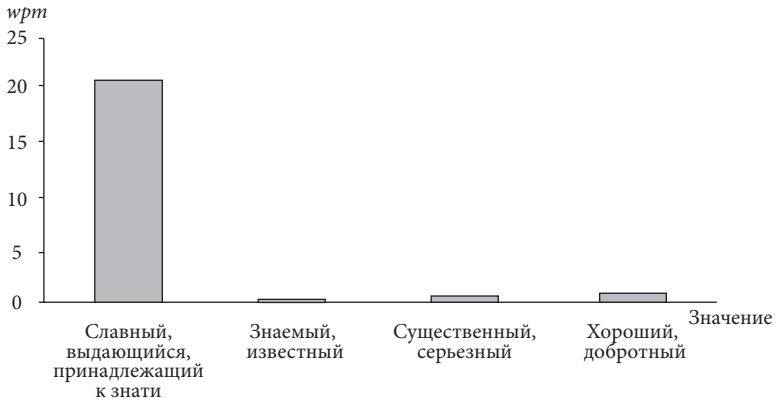 wpm
25
20
15
10
5
0
Значение
Славный,
выдающийся,
принадлежащий
к знати
Знаемый,
известный
Существенный,
серьезный
Хороший,
добротный